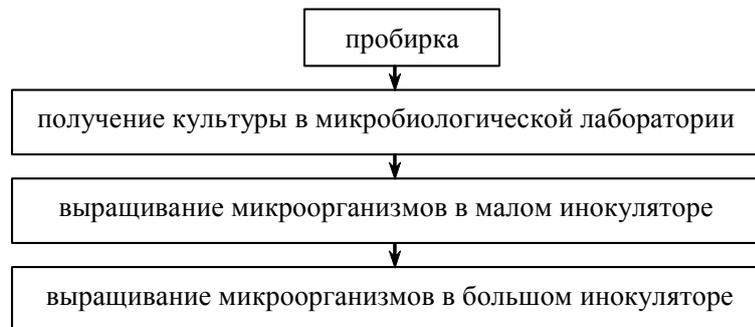 пробирка
получение культуры в микробиологической лаборатории
выращивание микроорганизмов в малом инокуляторе
выращивание микроорганизмов в большом инокуляторе